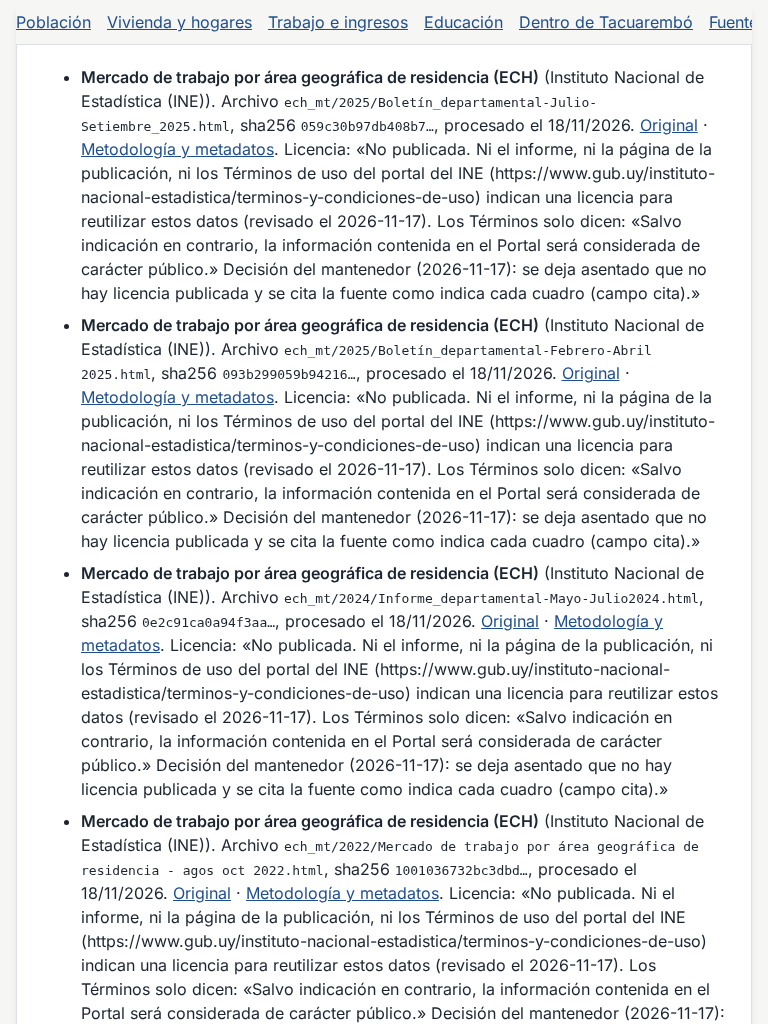 Población Vivienda y hogares Trabajo e ingresos Educación Dentro de Tacuarembó Fuente
• Mercado de trabajo por área geográfica de residencia (ECH) (Instituto Nacional de
Estadística (INE)). Archivo ech_mt/2025/Boletín_departamental-Julio-
Setiembre_2025.html, sha256 059c30b97db408b7…, procesado el 18/11/2026. Original ·
Metodología y metadatos. Licencia: «No publicada. Ni el informe, ni la página de la
publicación, ni los Términos de uso del portal del INE (https://www.gub.uy/instituto-
nacional-estadistica/terminos-y-condiciones-de-uso) indican una licencia para
reutilizar estos datos (revisado el 2026-11-17). Los Términos solo dicen: «Salvo
indicación en contrario, la información contenida en el Portal será considerada de
carácter público.» Decisión del mantenedor (2026-11-17): se deja asentado que no
hay licencia publicada y se cita la fuente como indica cada cuadro (campo cita).»
• Mercado de trabajo por área geográfica de residencia (ECH) (Instituto Nacional de
Estadística (INE)). Archivo ech_mt/2025/Boletín_departamental-Febrero-Abril
2025.html, sha256 093b299059b94216…, procesado el 18/11/2026. Original ·
Metodología y metadatos. Licencia: «No publicada. Ni el informe, ni la página de la
publicación, ni los Términos de uso del portal del INE (https://www.gub.uy/instituto-
nacional-estadistica/terminos-y-condiciones-de-uso) indican una licencia para
reutilizar estos datos (revisado el 2026-11-17). Los Términos solo dicen: «Salvo
indicación en contrario, la información contenida en el Portal será considerada de
carácter público.» Decisión del mantenedor (2026-11-17): se deja asentado que no
hay licencia publicada y se cita la fuente como indica cada cuadro (campo cita).»
• Mercado de trabajo por área geográfica de residencia (ECH) (Instituto Nacional de
Estadística (INE)). Archivo ech_mt/2024/Informe_departamental-Mayo-Julio2024.html,
sha256 0e2c91ca0a94f3aa…, procesado el 18/11/2026. Original · Metodología y
metadatos. Licencia: «No publicada. Ni el informe, ni la página de la publicación, ni
los Términos de uso del portal del INE (https://www.gub.uy/instituto-nacional-
estadistica/terminos-y-condiciones-de-uso) indican una licencia para reutilizar estos
datos (revisado el 2026-11-17). Los Términos solo dicen: «Salvo indicación en
contrario, la información contenida en el Portal será considerada de carácter
público.» Decisión del mantenedor (2026-11-17): se deja asentado que no hay
licencia publicada y se cita la fuente como indica cada cuadro (campo cita).»
• Mercado de trabajo por área geográfica de residencia (ECH) (Instituto Nacional de
Estadística (INE)). Archivo ech_mt/2022/Mercado de trabajo por área geográfica de
residencia - agos oct 2022.html, sha256 1001036732bc3dbd…, procesado el
18/11/2026. Original · Metodología y metadatos. Licencia: «No publicada. Ni el
informe, ni la página de la publicación, ni los Términos de uso del portal del INE
(https://www.gub.uy/instituto-nacional-estadistica/terminos-y-condiciones-de-uso)
indican una licencia para reutilizar estos datos (revisado el 2026-11-17). Los
Términos solo dicen: «Salvo indicación en contrario, la información contenida en el
Portal será considerada de carácter público.» Decisión del mantenedor (2026-11-17):